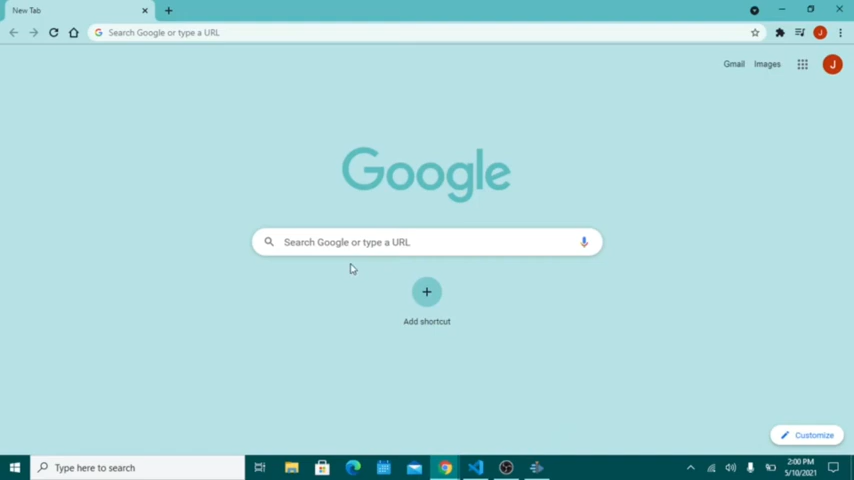 New Tab
Search Google or type a URL
J
Gmail Images J
Google
Search Google or type a URL
Add shortcut
Customize
Type here to search
2:00 PM
5/10/2021